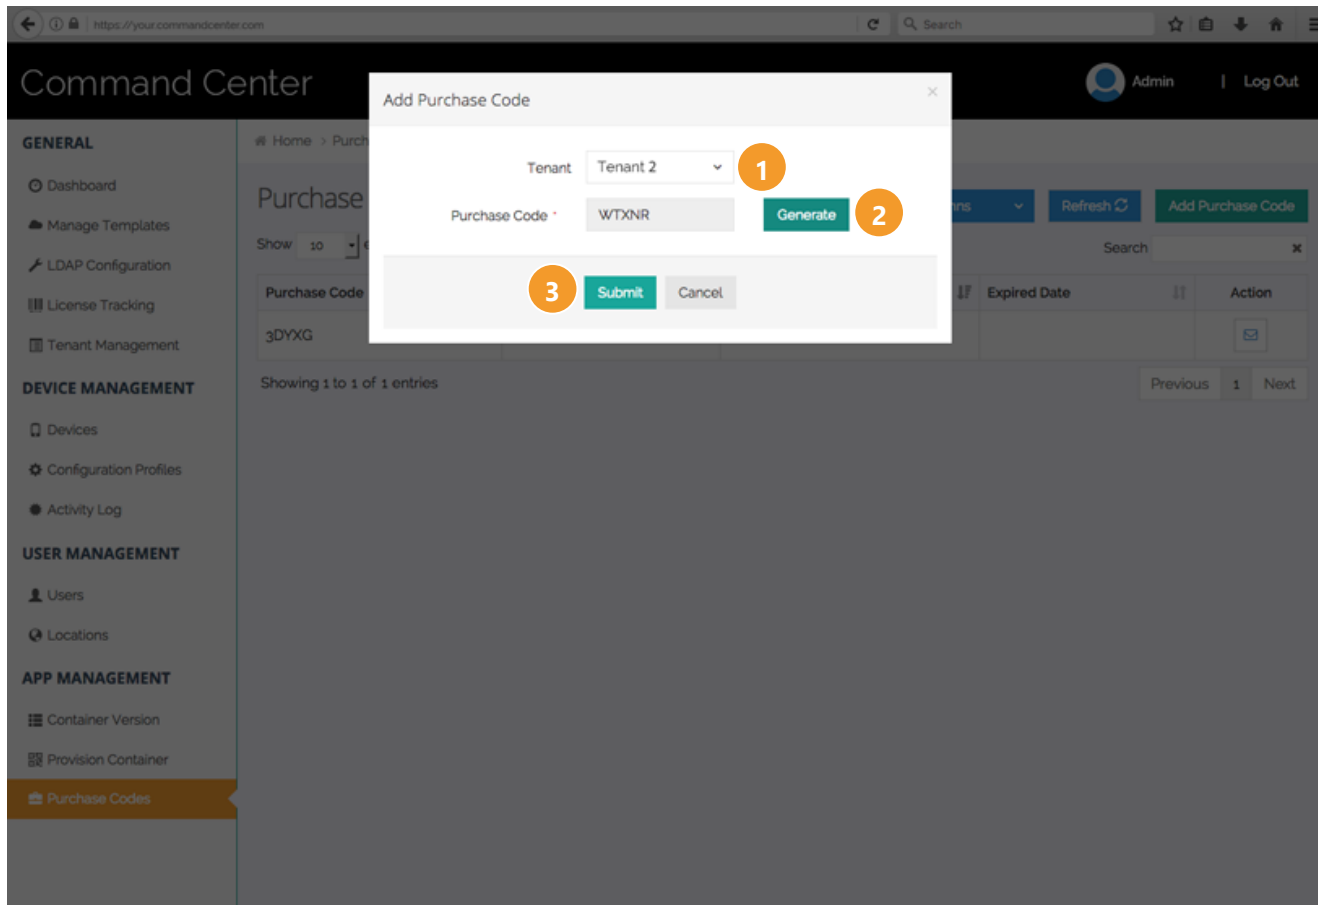 https://your.commandcenter.com
Search
Command Center
Admin | Log Out
Add Purchase Code
×
Tenant
Tenant 2
1
Purchase Code *
WTXNR
Generate
2
3
Submit
Cancel
GENERAL
Dashboard
Manage Templates
LDAP Configuration
License Tracking
Tenant Management
DEVICE MANAGEMENT
Devices
Configuration Profiles
Activity Log
USER MANAGEMENT
Users
Locations
APP MANAGEMENT
Container Version
Provision Container
Purchase Codes
Home > Purch
Purchase
Refresh
Add Purchase Code
Show 10
Search
Purchase Code
Expired Date
Action
3DYXG
Showing 1 to 1 of 1 entries
Previous 1 Next